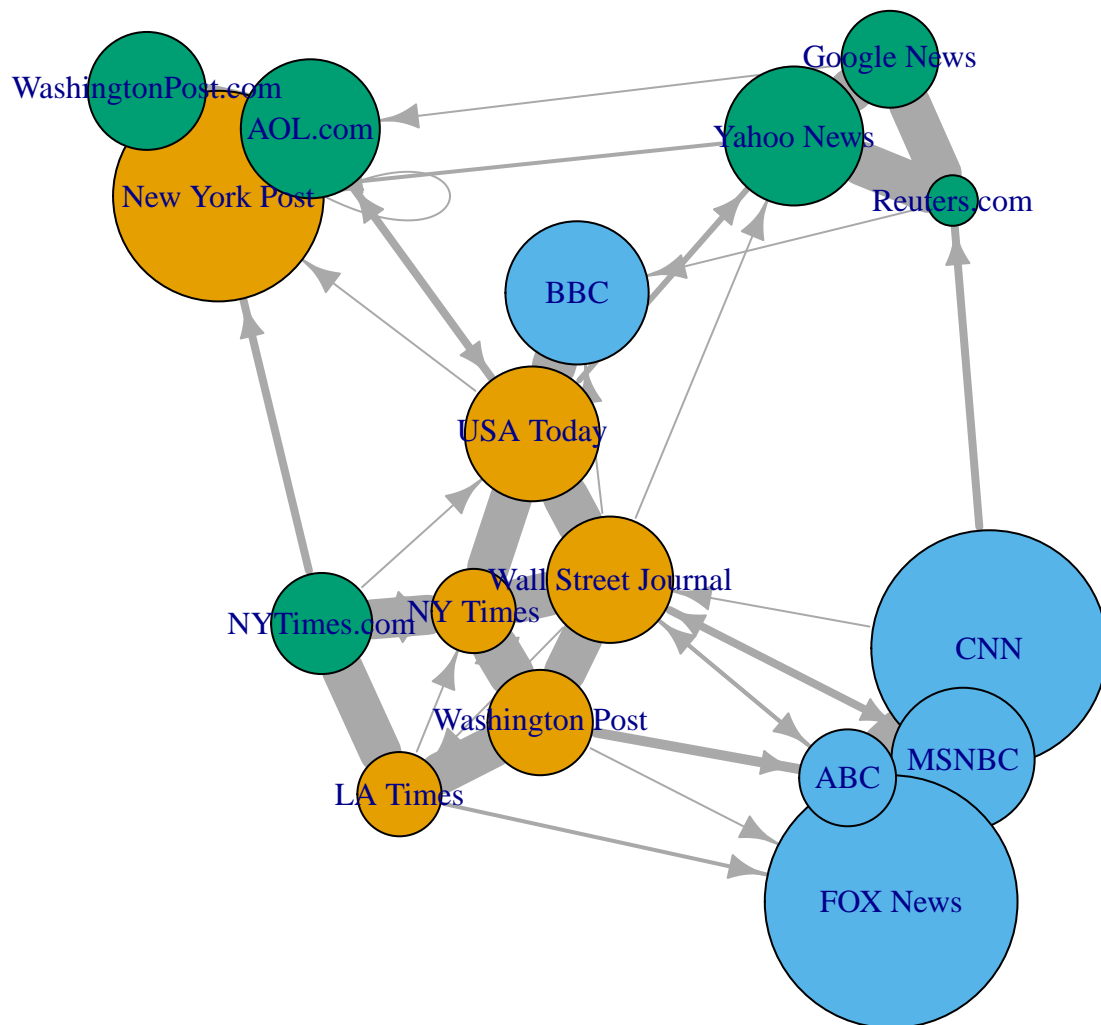 Google News
WashingtonPost.com
AOL.com
Yahoo News
New York Post
Reuters.com
BBC
USA Today
Wall Street Journal
NY Times
NYTimes.com
CNN
Washington Post
MSNBC
ABC
LA Times
FOX News